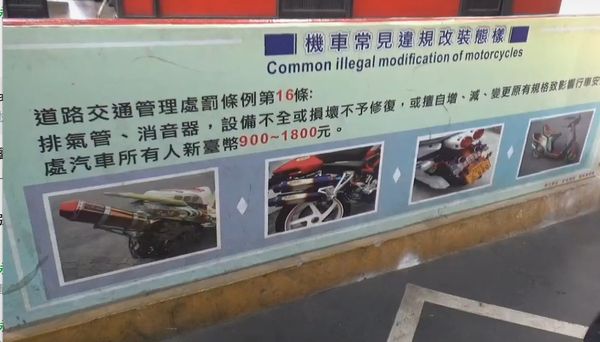 機車常見違規改裝態樣
Common illegal modification of motorcycles
道路交通管理處罰條例第16條:
排氣管、消音器，設備不全或損壞不予修復，或擅自增、減、變更原有規格致影響行車安
處汽車所有人新臺幣900~1800元。